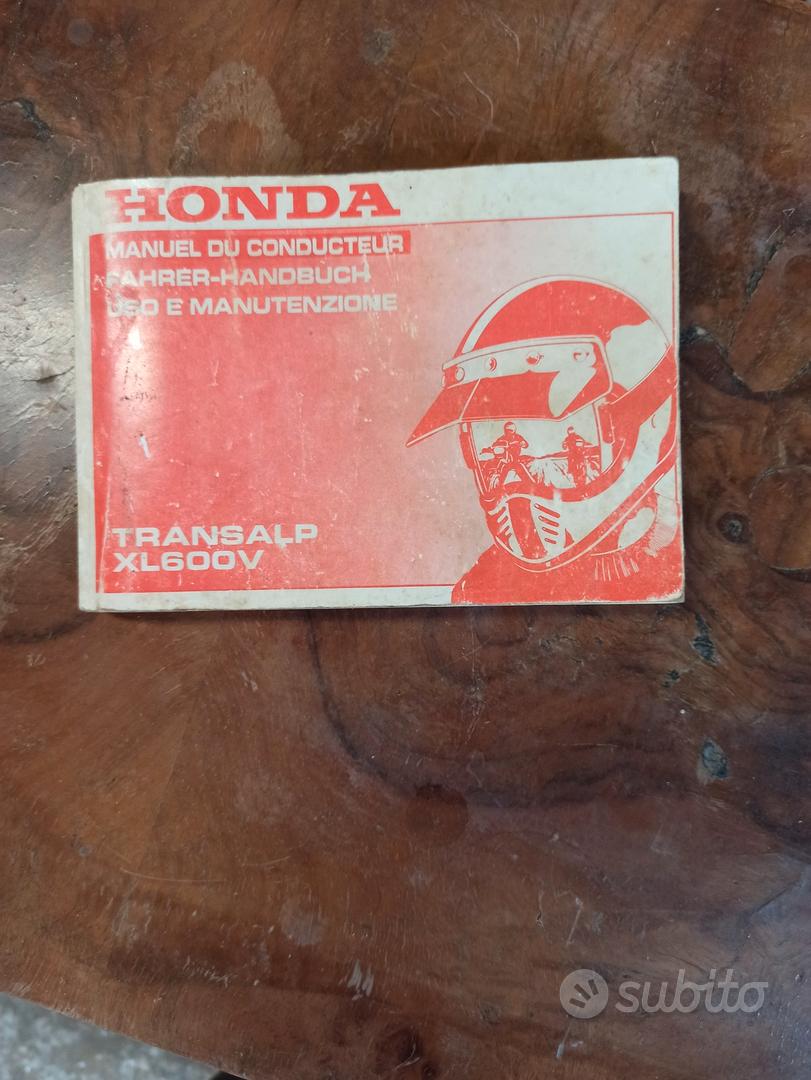 HONDA
MANUEL DU CONDUCTEUR
FAHRER-HANDBUCH
USO E MANUTENZIONE
TRANSALP
XL600V
subito